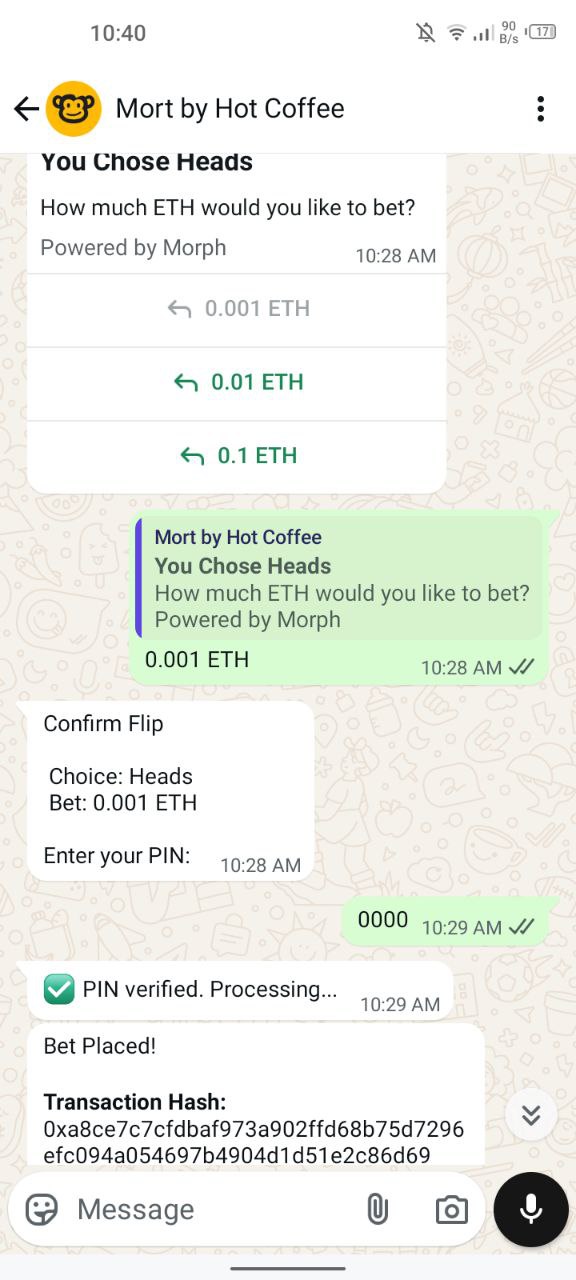 10:40
90
B/s
17
Mort by Hot Coffee
You Chose Heads
How much ETH would you like to bet?
Powered by Morph
10:28 AM
0.001 ETH
0.01 ETH
0.1 ETH
Mort by Hot Coffee
You Chose Heads
How much ETH would you like to bet?
Powered by Morph
0.001 ETH
10:28 AM
Confirm Flip
Choice: Heads
Bet: 0.001 ETH
Enter your PIN:
10:28 AM
0000
10:29 AM
PIN verified. Processing...
10:29 AM
Bet Placed!
Transaction Hash:
0xa8ce7c7cfdbaf973a902ffd68b75d7296
efc094a054697b4904d1d51e2c86d69
Message